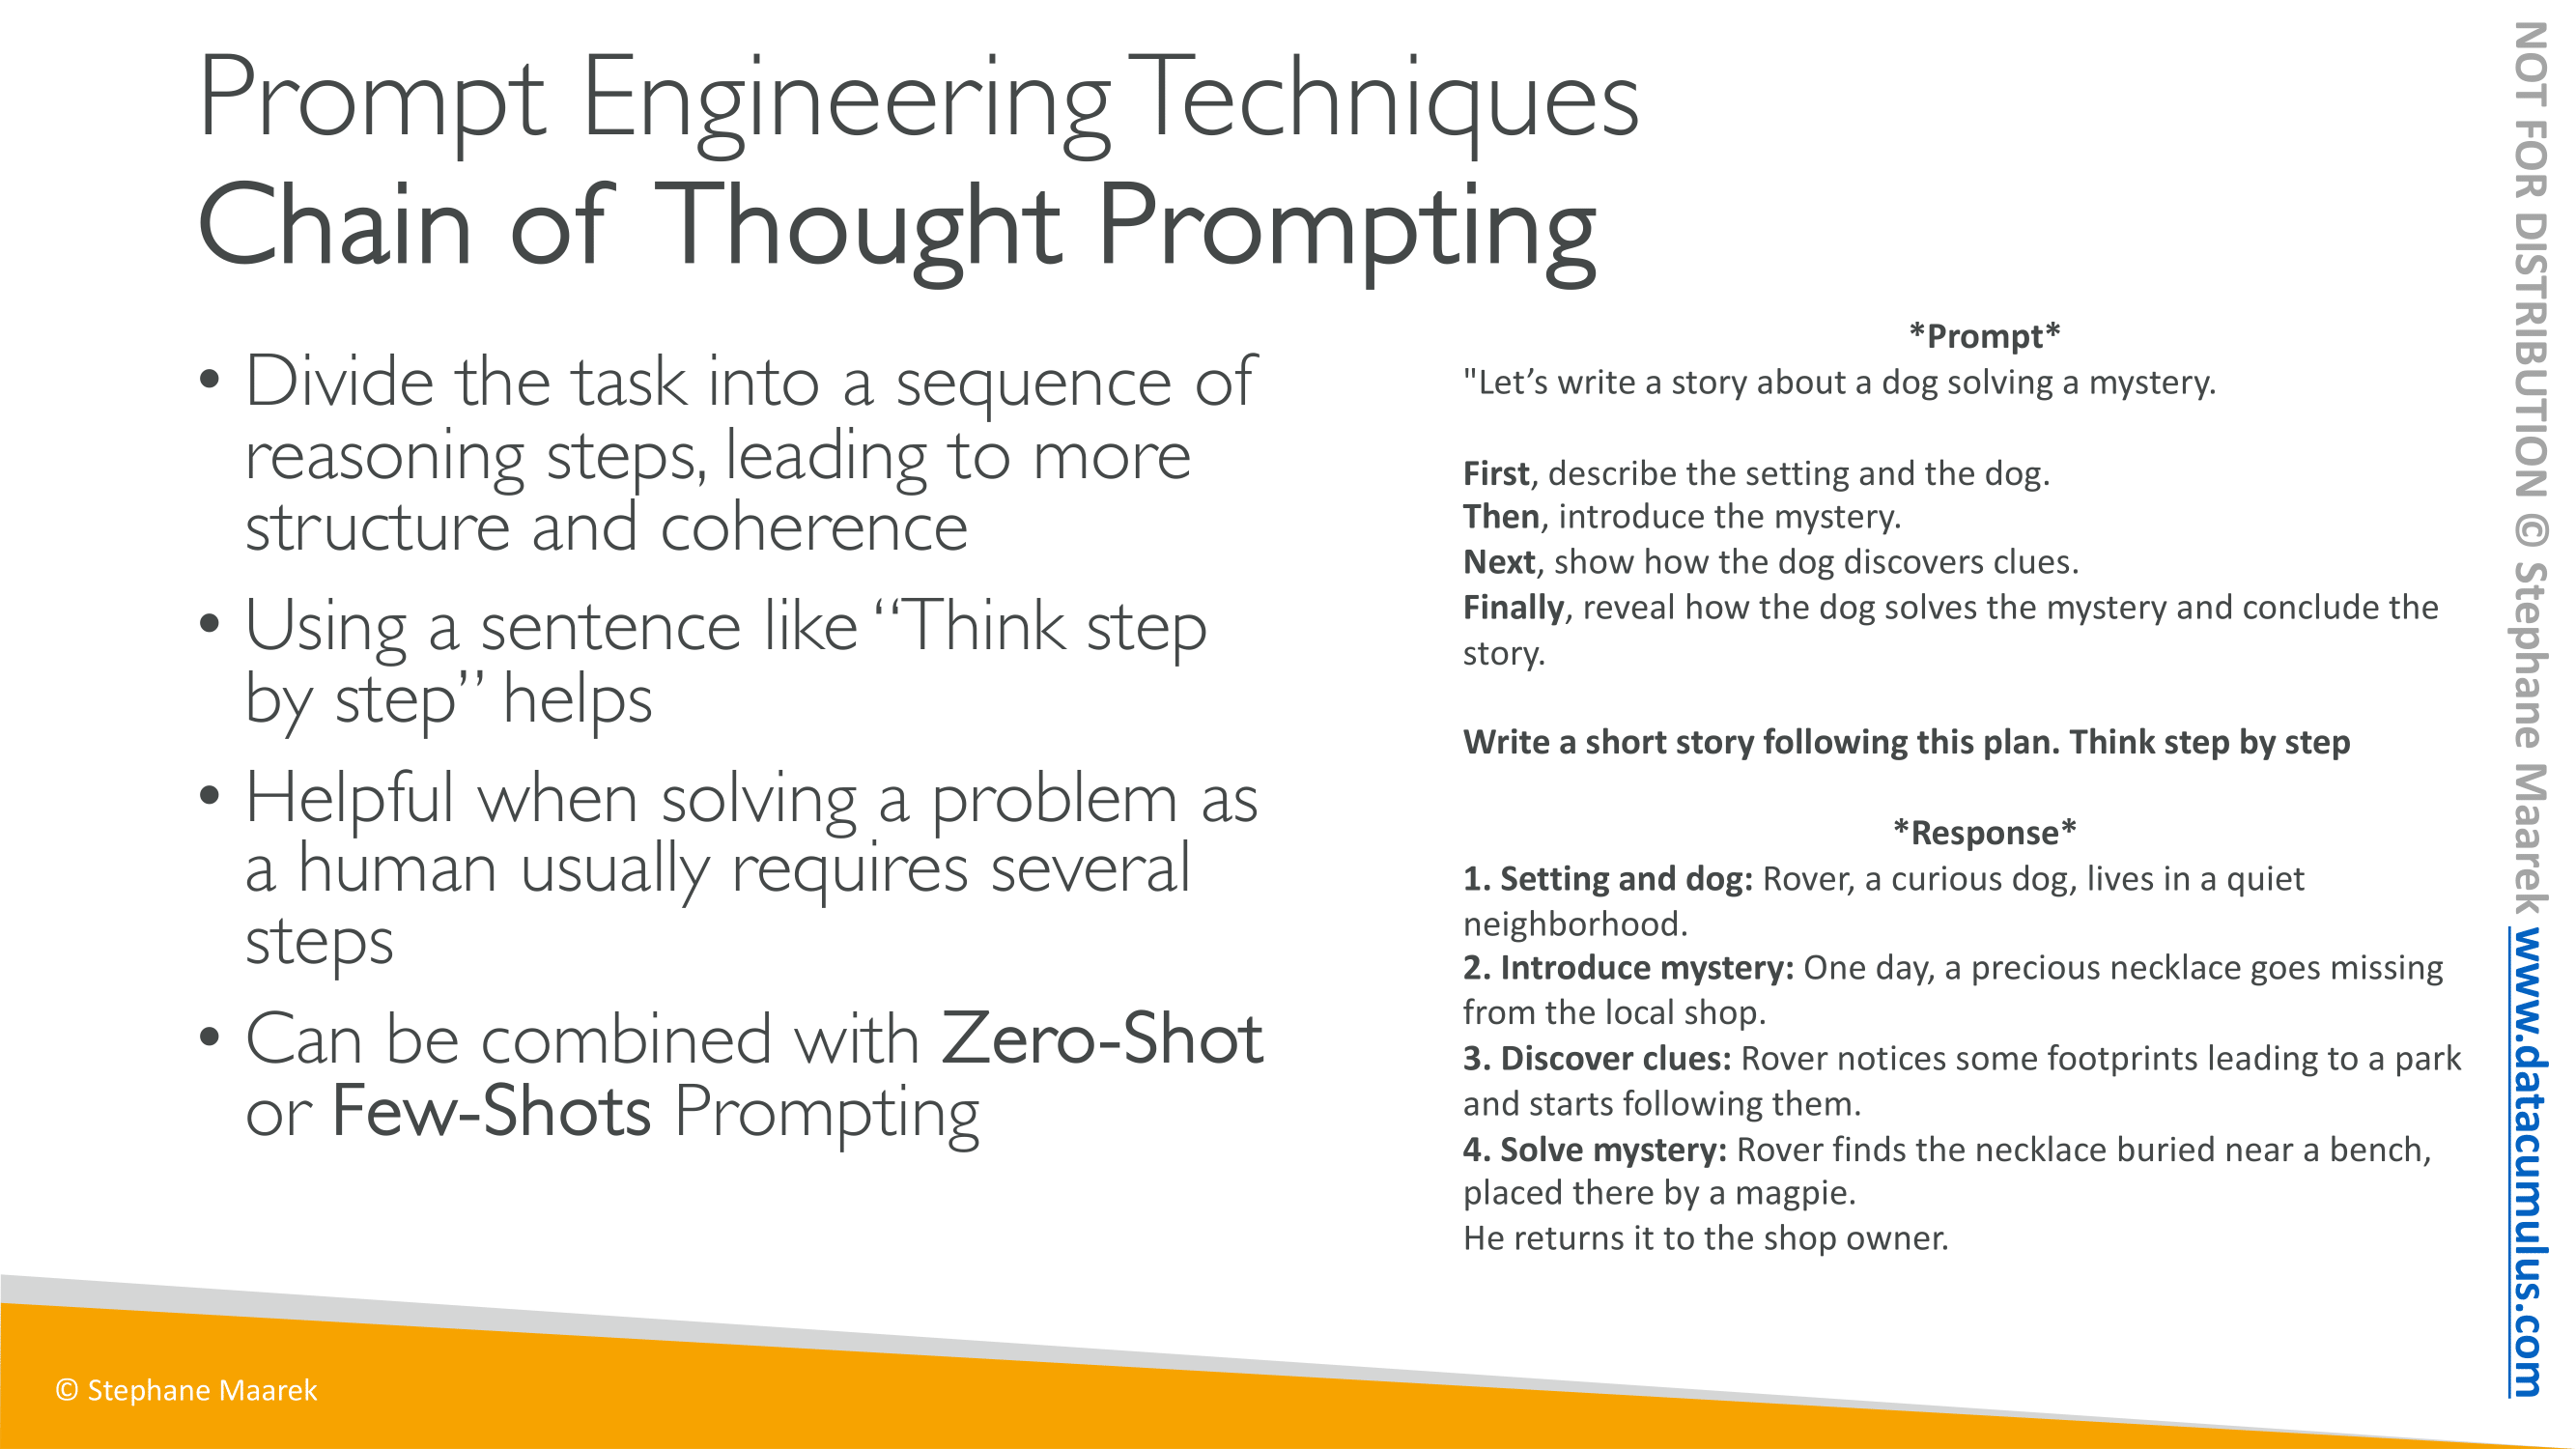 Prompt Engineering Techniques
Chain of Thought Prompting
• Divide the task into a sequence of
reasoning steps, leading to more
structure and coherence
• Using a sentence like “Think step
by step” helps
• Helpful when solving a problem as
a human usually requires several
steps
• Can be combined with Zero-Shot
or Few-Shots Prompting
*Prompt*
"Let’s write a story about a dog solving a mystery.
First, describe the setting and the dog.
Then, introduce the mystery.
Next, show how the dog discovers clues.
Finally, reveal how the dog solves the mystery and conclude the
story.
Write a short story following this plan. Think step by step
*Response*
1. Setting and dog: Rover, a curious dog, lives in a quiet
neighborhood.
2. Introduce mystery: One day, a precious necklace goes missing
from the local shop.
3. Discover clues: Rover notices some footprints leading to a park
and starts following them.
4. Solve mystery: Rover finds the necklace buried near a bench,
placed there by a magpie.
He returns it to the shop owner.
© Stephane Maarek
NOT FOR DISTRIBUTION © Stephane Maarek www.datacumulus.com